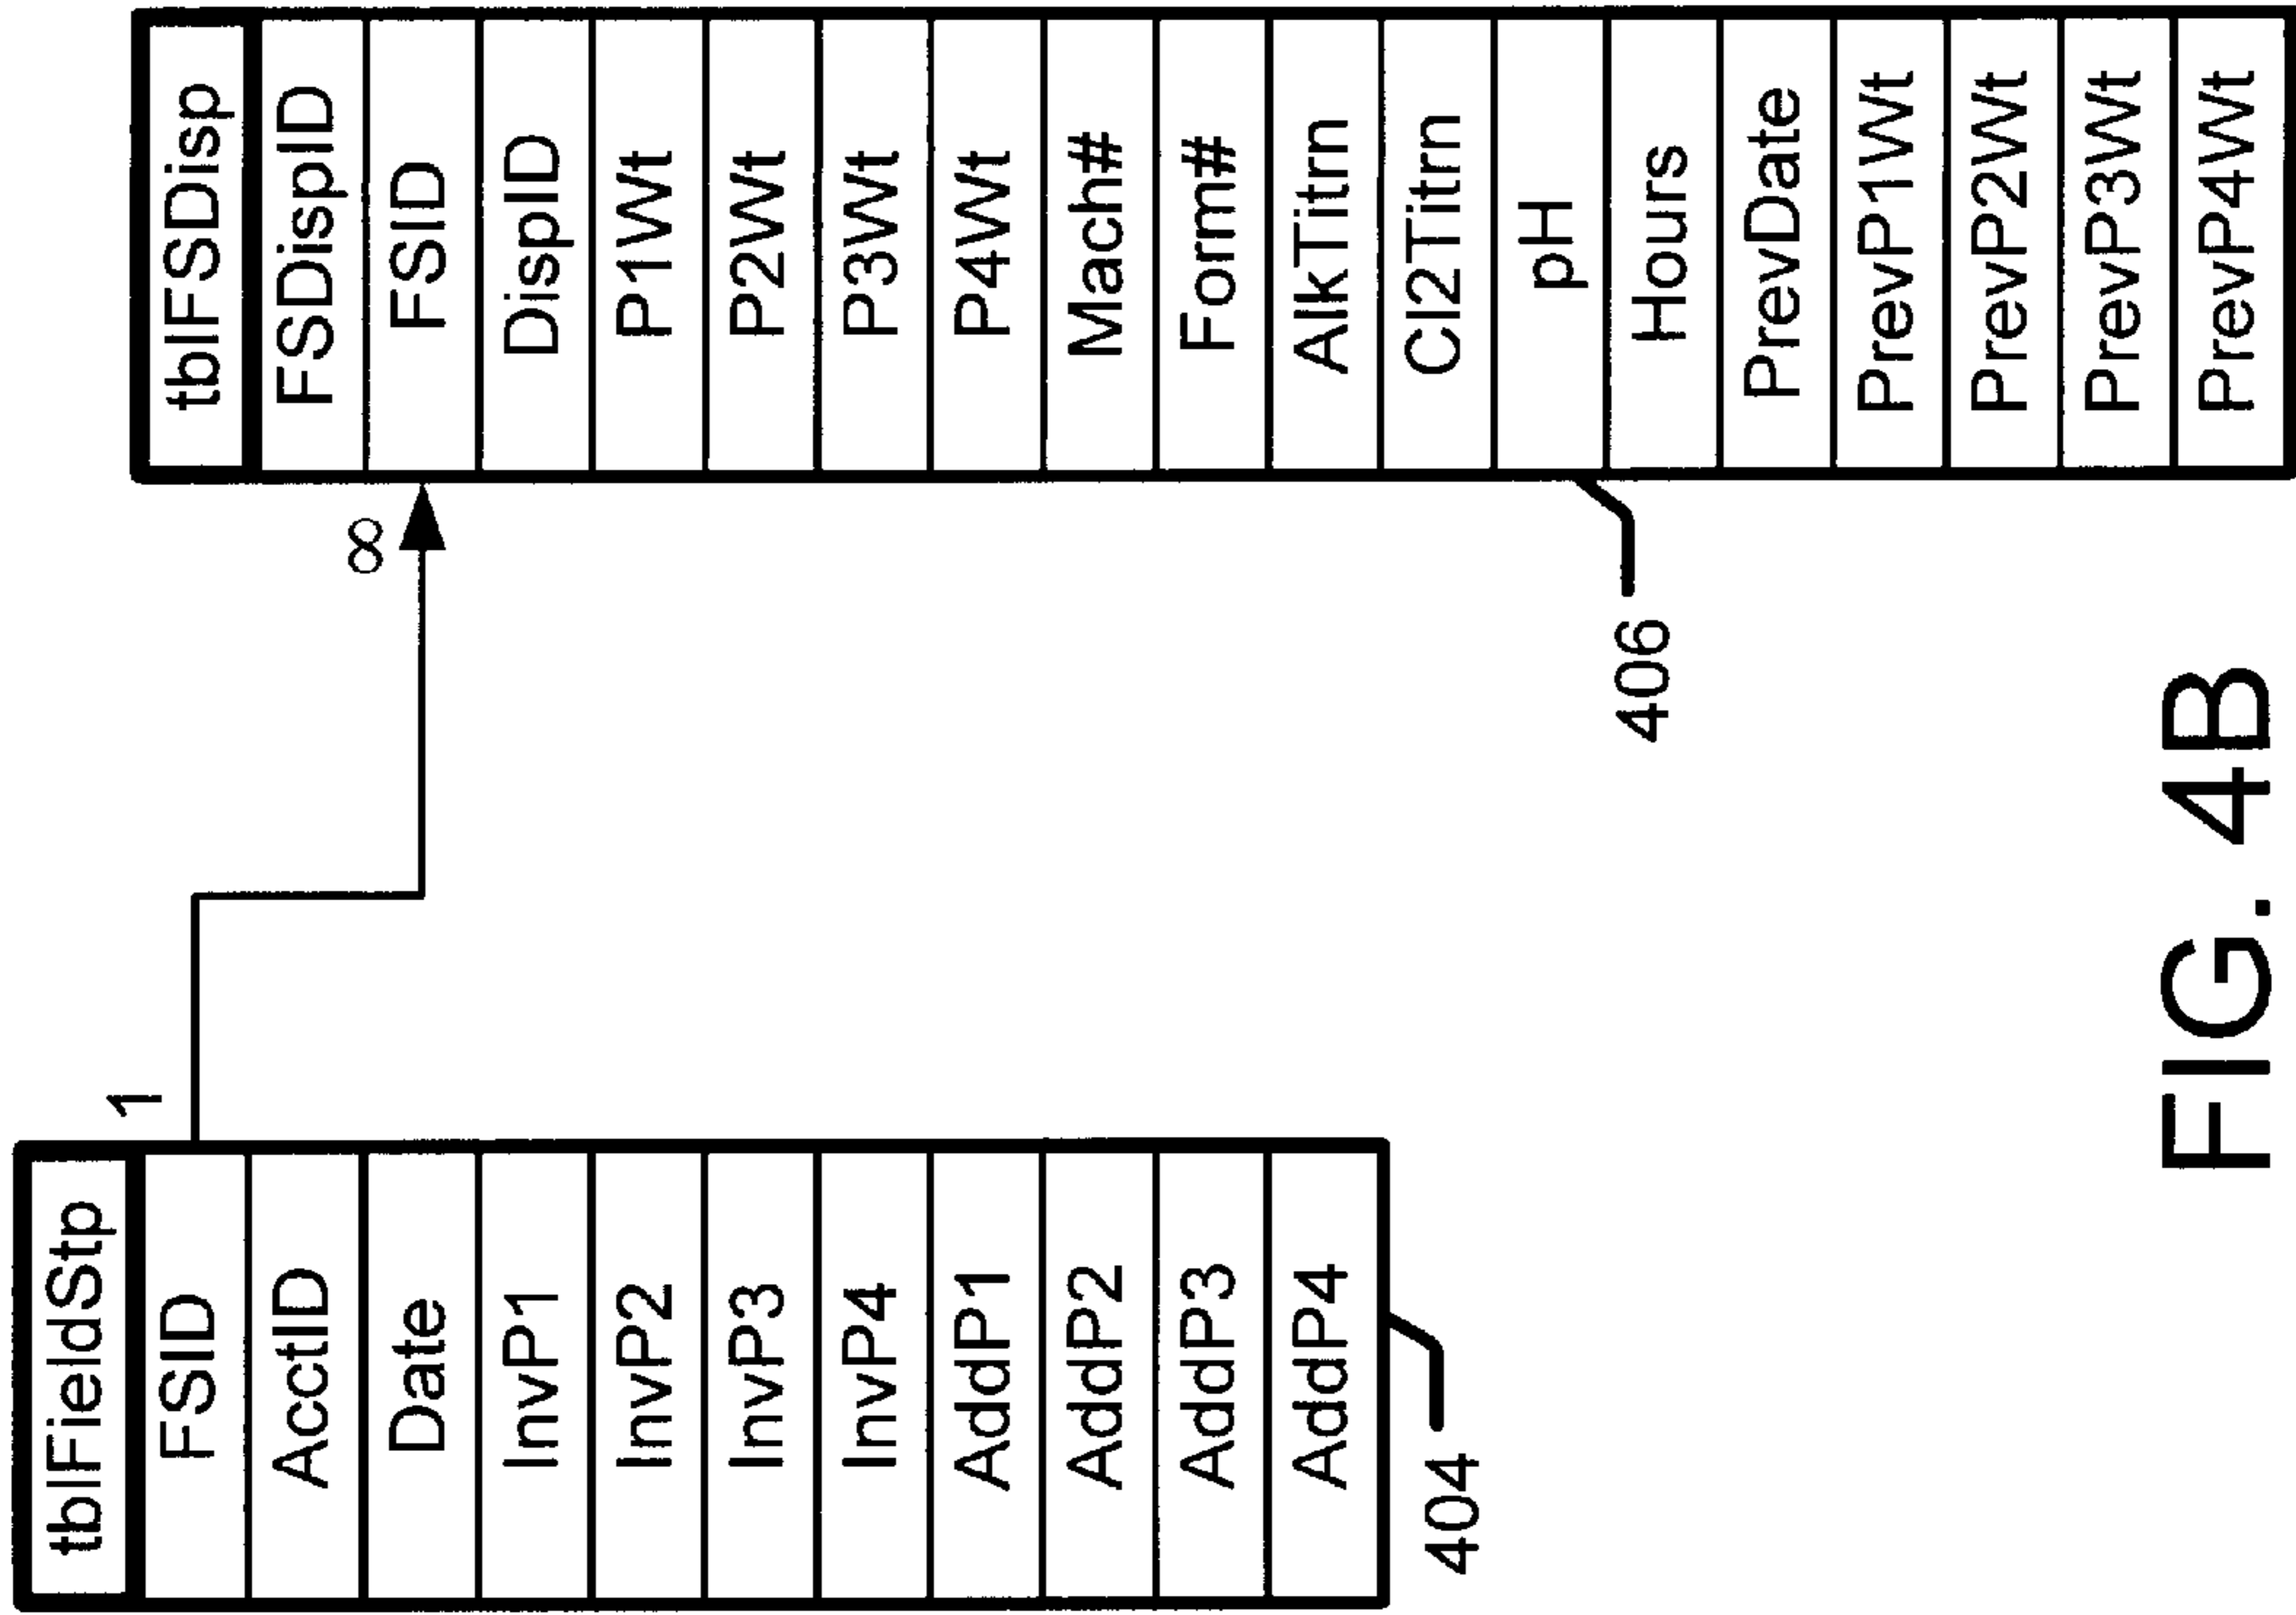 tblFieldStp
FSID
AcctID
Date
InvP1
InvP2
InvP3
InvP4
AddP1
AddP2
AddP3
AddP4
404
1
∞
tblFSDisp
FSDispID
FSID
DispID
P1Wt
P2Wt
P3Wt
P4Wt
Mach#
Form#
AlkTitrn
Cl2Titrn
pH
Hours
PrevDate
PrevP1Wt
PrevP2Wt
PrevP3Wt
PrevP4Wt
406
FIG. 4B